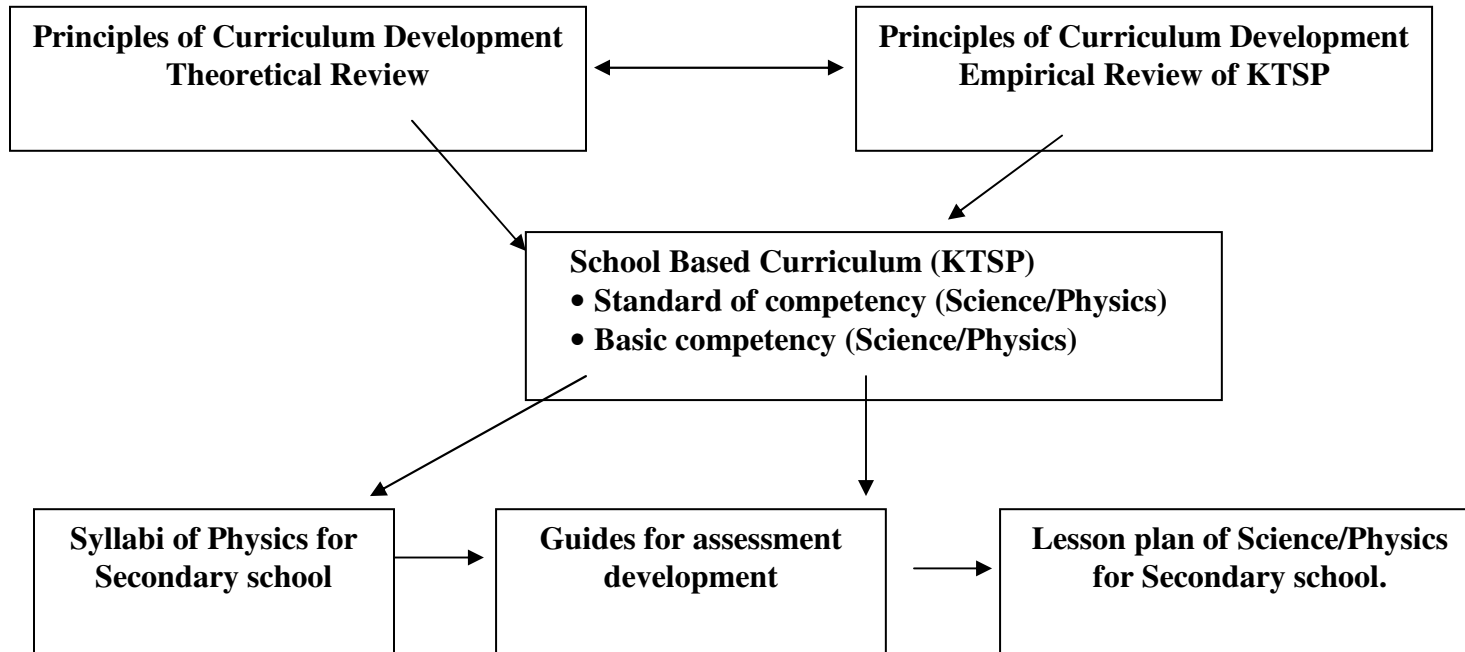 Principles of Curriculum Development
Theoretical Review
Principles of Curriculum Development
Empirical Review of KTSP
School Based Curriculum (KTSP)
• Standard of competency (Science/Physics)
• Basic competency (Science/Physics)
Syllabi of Physics for
Secondary school
Guides for assessment
development
Lesson plan of Science/Physics
for Secondary school.